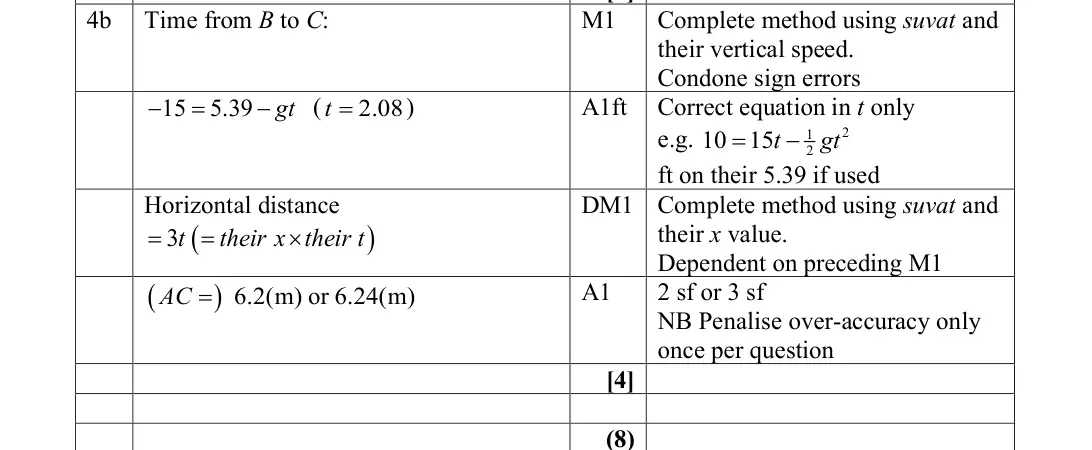 4b Time from B to C: M1 Complete method using suvat and
their vertical speed.
Condone sign errors
−15 = 5.39 − gt (t = 2.08) A1ft Correct equation in t only
e.g. 10 = 15t − ½ gt²
ft on their 5.39 if used
Horizontal distance DM1 Complete method using suvat and
= 3t (= their x × their t) their x value.
Dependent on preceding M1
(AC =) 6.2(m) or 6.24(m) A1 2 sf or 3 sf
NB Penalise over-accuracy only
once per question
[4]
(8)